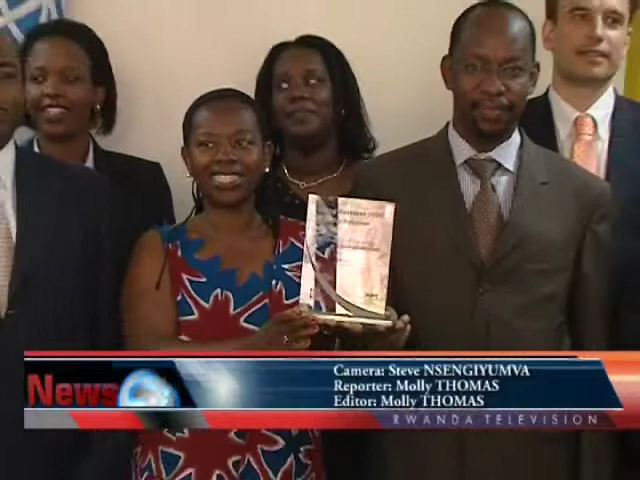 Camera: Steve NSENGIYUMVA
Reporter: Molly THOMAS
Editor: Molly THOMAS
News
RWANDA TELEVISION